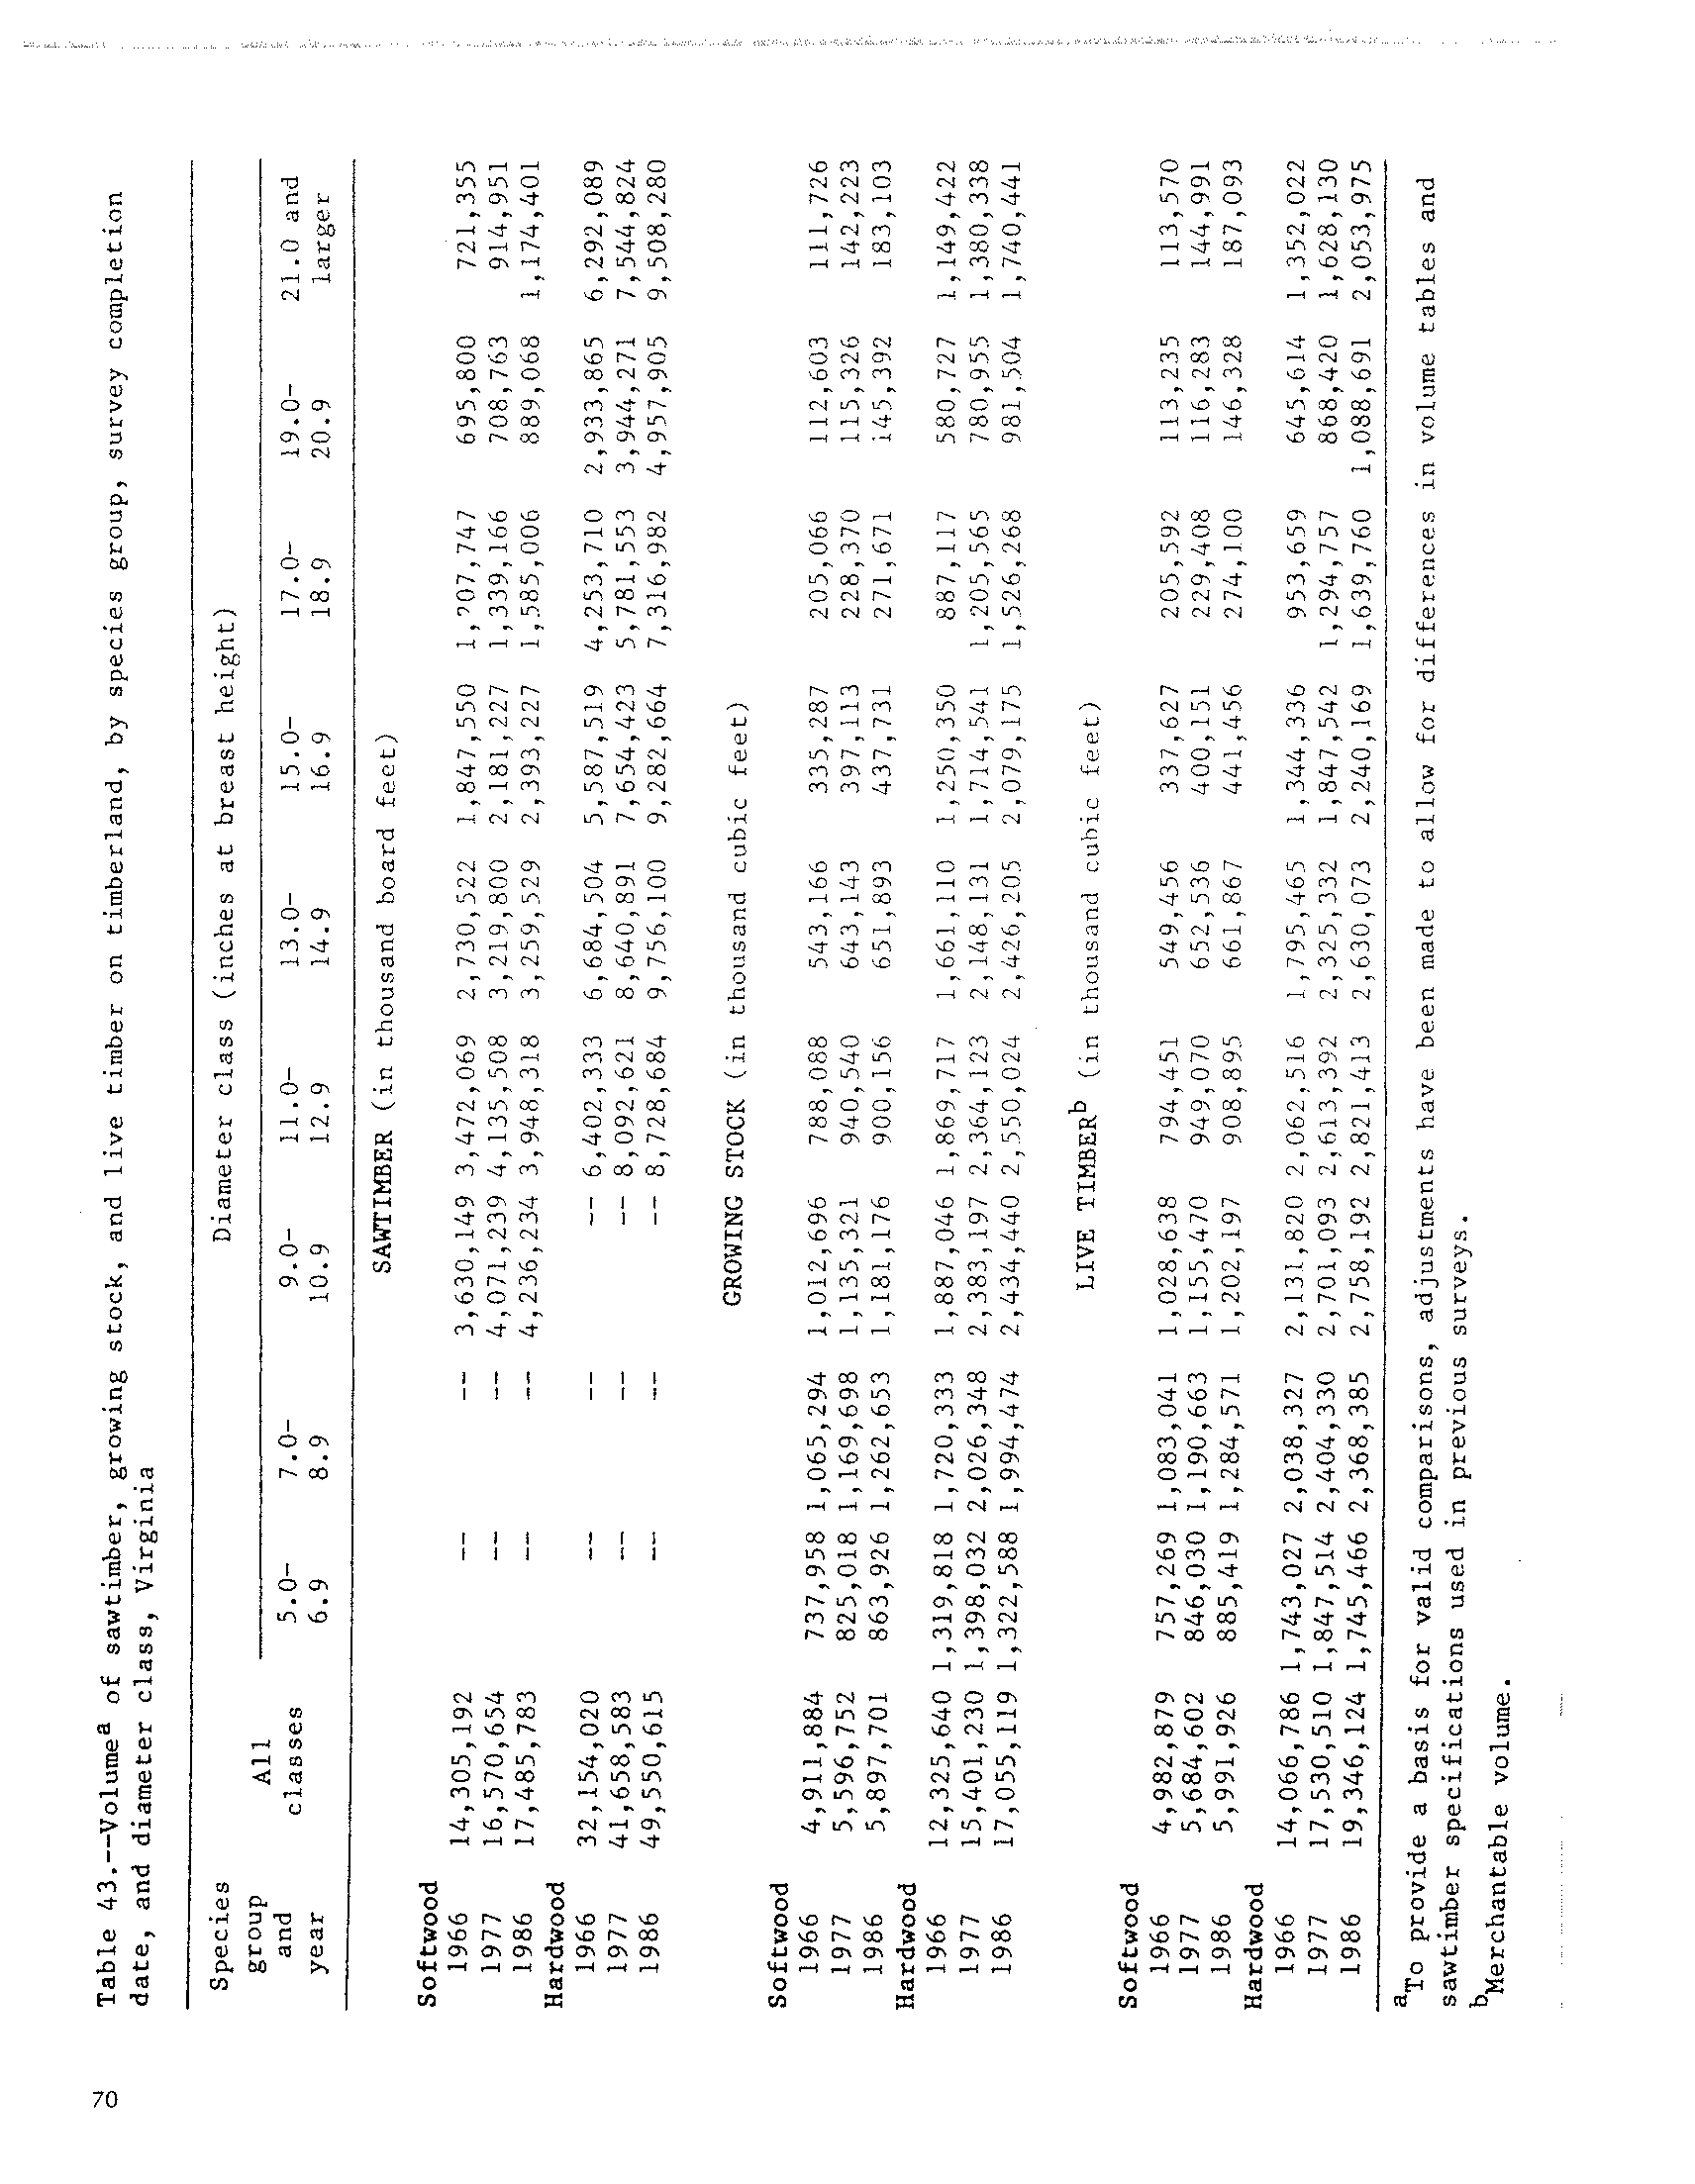 Table 43.--Volumeª of sawtimber, growing stock, and live timber on timberland, by species group, survey completion
date, and diameter class, Virginia
Species group and year All classes Diameter class (inches at breast height)
5.0- 6.9 7.0- 8.9 9.0- 10.9 11.0- 12.9 13.0- 14.9 15.0- 16.9 17.0- 18.9 19.0- 20.9 21.0 and larger
SAWTIMBER (in thousand board feet)
Softwood
1966 14,305,192 -- -- 3,630,149 3,472,069 2,730,522 1,847,550 1,207,747 695,800 721,355
1977 16,570,654 -- -- 4,071,239 4,135,508 3,219,800 2,181,227 1,339,166 708,763 914,951
1986 17,485,783 -- -- 4,236,234 3,948,318 3,259,529 2,393,227 1,585,006 889,068 1,174,401
Hardwood
1966 32,154,020 -- -- -- 6,402,333 6,684,504 5,587,519 4,253,710 2,933,865 6,292,089
1977 41,658,583 -- -- -- 8,092,621 8,640,891 7,654,423 5,781,553 3,944,271 7,544,824
1986 49,550,615 -- -- -- 8,728,684 9,756,100 9,282,664 7,316,982 4,957,905 9,508,280
GROWING STOCK (in thousand cubic feet)
Softwood
1966 4,911,884 737,958 1,065,294 1,012,696 788,088 543,166 335,287 205,066 112,603 111,726
1977 5,596,752 825,018 1,169,698 1,135,321 940,540 643,143 397,113 228,370 115,326 142,223
1986 5,897,701 863,926 1,262,653 1,181,176 900,156 651,893 437,731 271,671 145,392 183,103
Hardwood
1966 12,325,640 1,319,818 1,720,333 1,887,046 1,869,717 1,661,110 1,250,350 887,117 580,727 1,149,422
1977 15,401,230 1,398,032 2,026,348 2,383,197 2,364,123 2,148,131 1,714,541 1,205,565 780,955 1,380,338
1986 17,055,119 1,322,588 1,994,474 2,434,440 2,550,024 2,426,205 2,079,175 1,526,268 981,504 1,740,441
LIVE TIMBERᵇ (in thousand cubic feet)
Softwood
1966 4,982,879 757,269 1,083,041 1,028,638 794,451 549,456 337,627 205,592 113,235 113,570
1977 5,684,602 846,030 1,190,663 1,155,470 949,070 652,536 400,151 229,408 116,283 144,991
1986 5,991,926 885,419 1,284,571 1,202,197 908,895 661,867 441,456 274,100 146,328 187,093
Hardwood
1966 14,066,786 1,743,027 2,038,327 2,131,820 2,062,516 1,795,465 1,344,336 953,659 645,614 1,352,022
1977 17,530,510 1,847,514 2,404,330 2,701,093 2,613,392 2,325,332 1,847,542 1,294,757 868,420 1,628,130
1986 19,346,124 1,745,466 2,368,385 2,758,192 2,821,413 2,630,073 2,240,169 1,639,760 1,088,691 2,053,975
ªTo provide a basis for valid comparisons, adjustments have been made to allow for differences in volume tables and
sawtimber specifications used in previous surveys.
ᵇMerchantable volume.
70